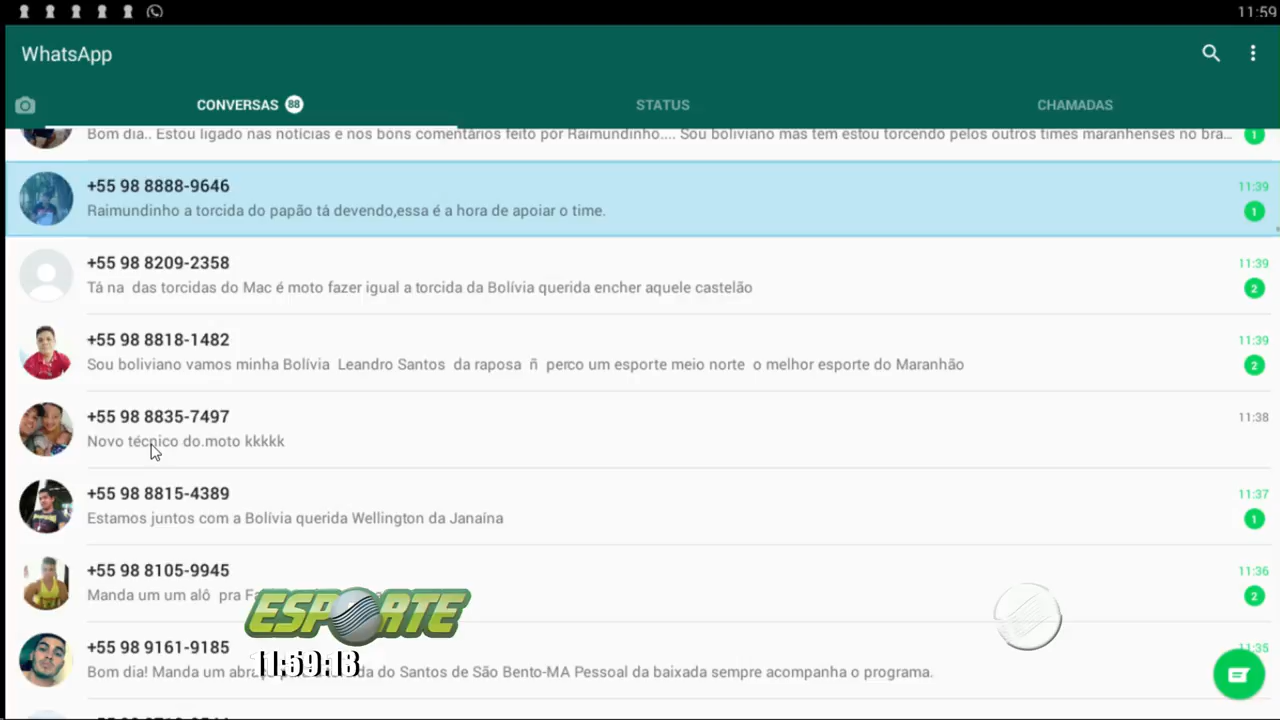 11:59
WhatsApp
CONVERSAS 88
STATUS
CHAMADAS
Bom dia.. Estou ligado nas notícias e nos bons comentários feito por Raimundinho.... Sou boliviano mas tem estou torcendo pelos outros times maranhenses no bra...
1
+55 98 8888-9646
11:39
Raimundinho a torcida do papão tá devendo,essa é a hora de apoiar o time.
1
+55 98 8209-2358
11:39
Tá na das torcidas do Mac é moto fazer igual a torcida da Bolívia querida encher aquele castelão
2
+55 98 8818-1482
11:39
Sou boliviano vamos minha Bolívia Leandro Santos da raposa ñ perco um esporte meio norte o melhor esporte do Maranhão
2
+55 98 8835-7497
11:38
Novo técnico do.moto kkkkk
+55 98 8815-4389
11:37
Estamos juntos com a Bolívia querida Wellington da Janaína
1
+55 98 8105-9945
11:36
Manda um um alô pra
2
ESPORTE
+55 98 9161-9185
11:35
11:59:18
Bom dia! Manda um do Santos de São Bento-MA Pessoal da baixada sempre acompanha o programa.